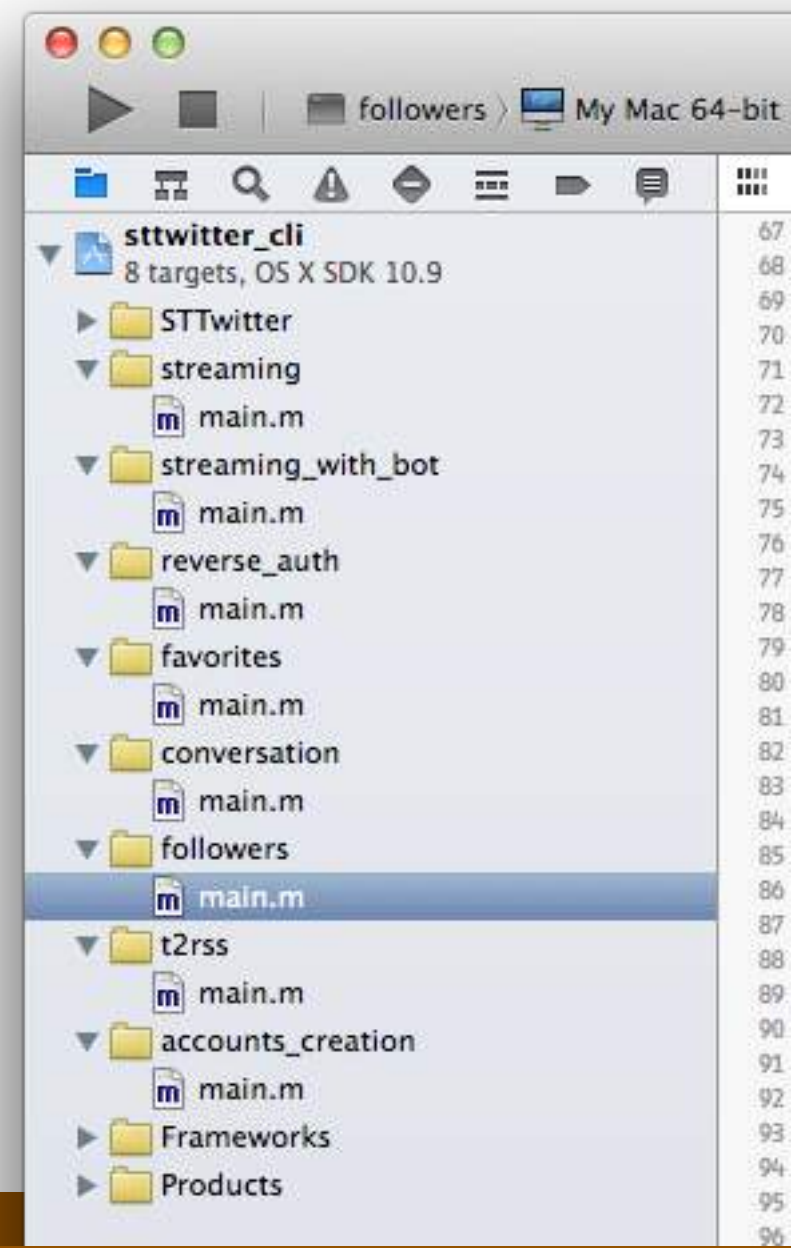 followers 〉 My Mac 64-bit
sttwitter_cli
8 targets, OS X SDK 10.9
STTwitter
streaming
m main.m
streaming_with_bot
m main.m
reverse_auth
m main.m
favorites
m main.m
conversation
m main.m
followers
m main.m
t2rss
m main.m
accounts_creation
m main.m
Frameworks
Products
67
68
69
70
71
72
73
74
75
76
77
78
79
80
81
82
83
84
85
86
87
88
89
90
91
92
93
94
95
96